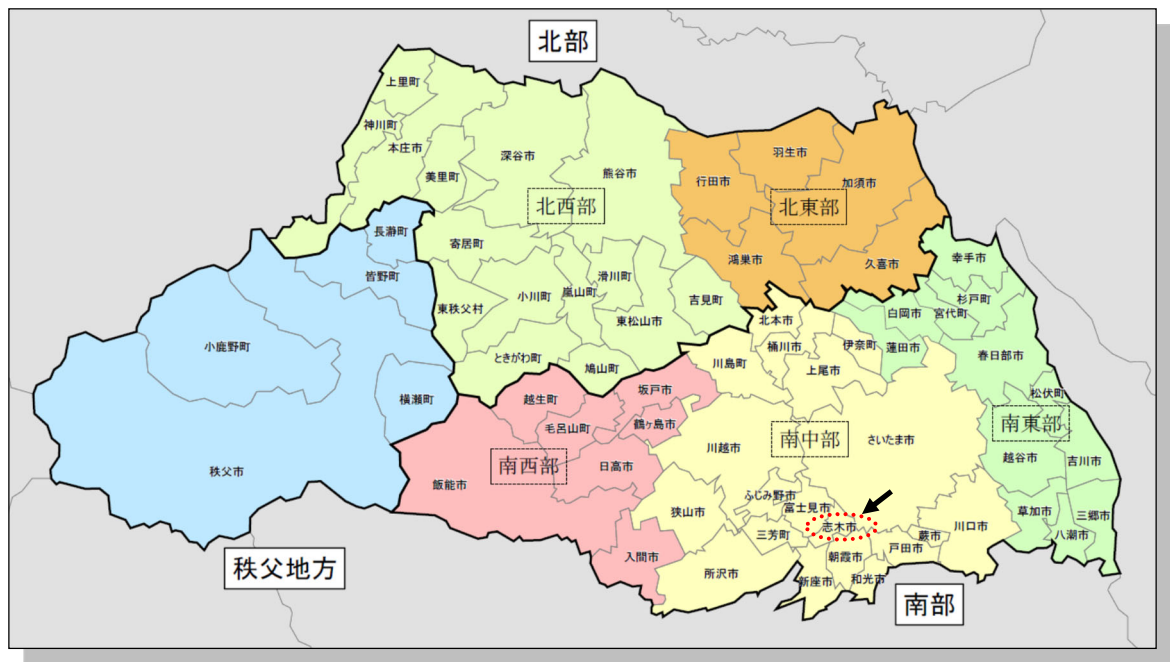 北部
上里町
神川町
本庄市
美里町
深谷市
熊谷市
北西部
寄居町
滑川町
小川町
嵐山町
東秩父村
東松山市
吉見町
ときがわ町
鳩山町
行田市
羽生市
加須市
北東部
鴻巣市
久喜市
長瀞町
皆野町
小鹿野町
横瀬町
秩父市
秩父地方
幸手市
杉戸町
白岡市
宮代町
蓮田市
春日部市
松伏町
南東部
越谷市
吉川市
草加市
三郷市
八潮市
北本市
桶川市
伊奈町
川島町
上尾市
川越市
南中部
さいたま市
ふじみ野市
富士見市
狭山市
志木市
三芳町
川口市
蕨市
戸田市
朝霞市
所沢市
新座市
和光市
越生町
坂戸市
毛呂山町
鶴ヶ島市
南西部
日高市
飯能市
入間市
南部